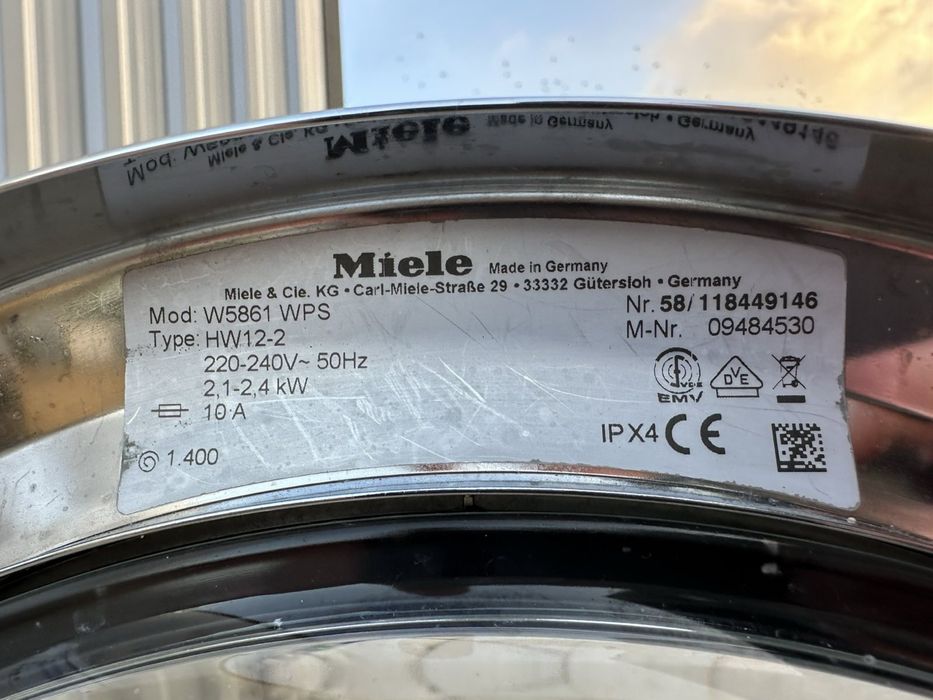 Miele Made in Germany
Miele & Cie. KG • Carl-Miele-Straße 29 • 33332 Gütersloh • Germany
Mod: W5861 WPS
Nr. 58/118449146
Type: HW12-2
M-Nr. 09484530
220-240V~ 50Hz
2,1-2,4 kW
10 A
VDE
EMV
DVE
IPX4 CE
1.400